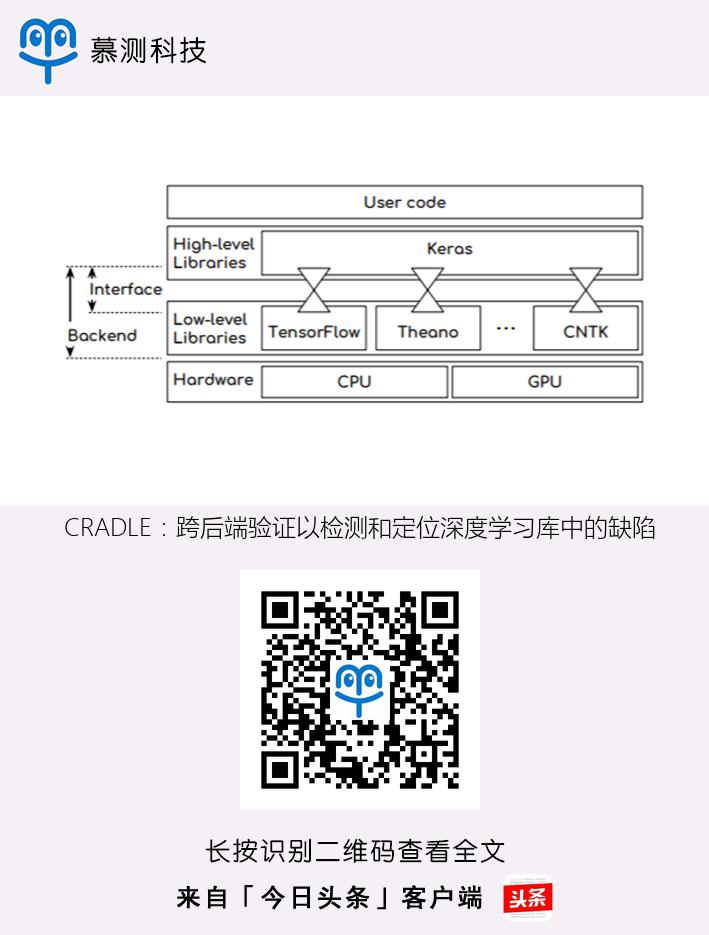 慕测科技
User code
High-level
Libraries
Keras
Interface
Backend
Low-level
Libraries
TensorFlow
Theano
...
CNTK
Hardware
CPU
GPU
CRADLE：跨后端验证以检测和定位深度学习库中的缺陷
长按识别二维码查看全文
来自「今日头条」客户端
头条